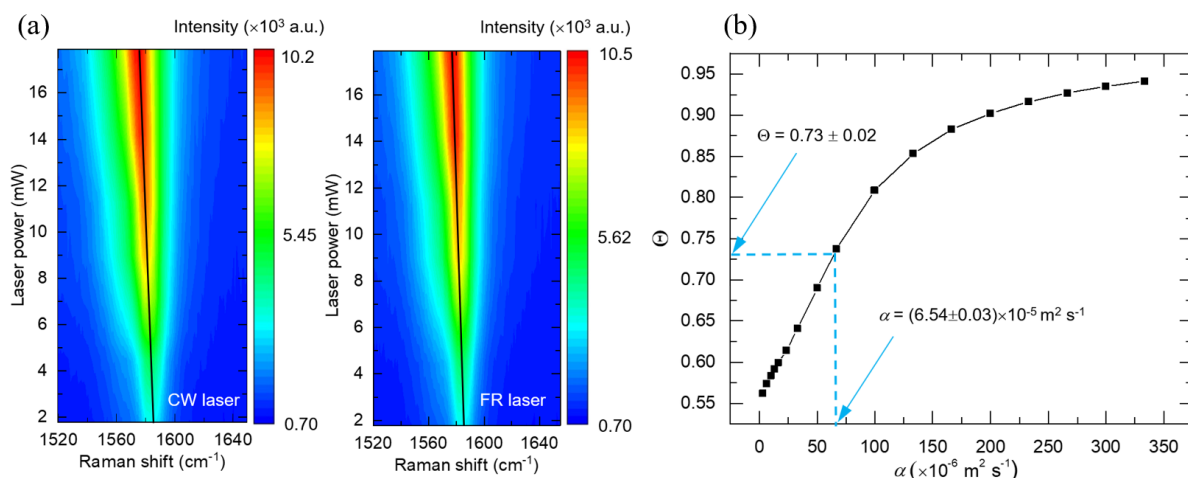 (a)
Intensity (×10³ a.u.)
10.2
5.45
0.70
16
14
12
10
8
6
4
2
Laser power (mW)
CW laser
1520 1560 1600 1640
Raman shift (cm⁻¹)
Intensity (×10³ a.u.)
10.5
5.62
0.70
16
14
12
10
8
6
4
2
Laser power (mW)
FR laser
1520 1560 1600 1640
Raman shift (cm⁻¹)
(b)
0.95
0.90
0.85
0.80
0.75
0.70
0.65
0.60
0.55
Θ
Θ = 0.73 ± 0.02
α = (6.54±0.03)×10⁻⁵ m² s⁻¹
0 50 100 150 200 250 300 350
α (×10⁻⁶ m² s⁻¹)